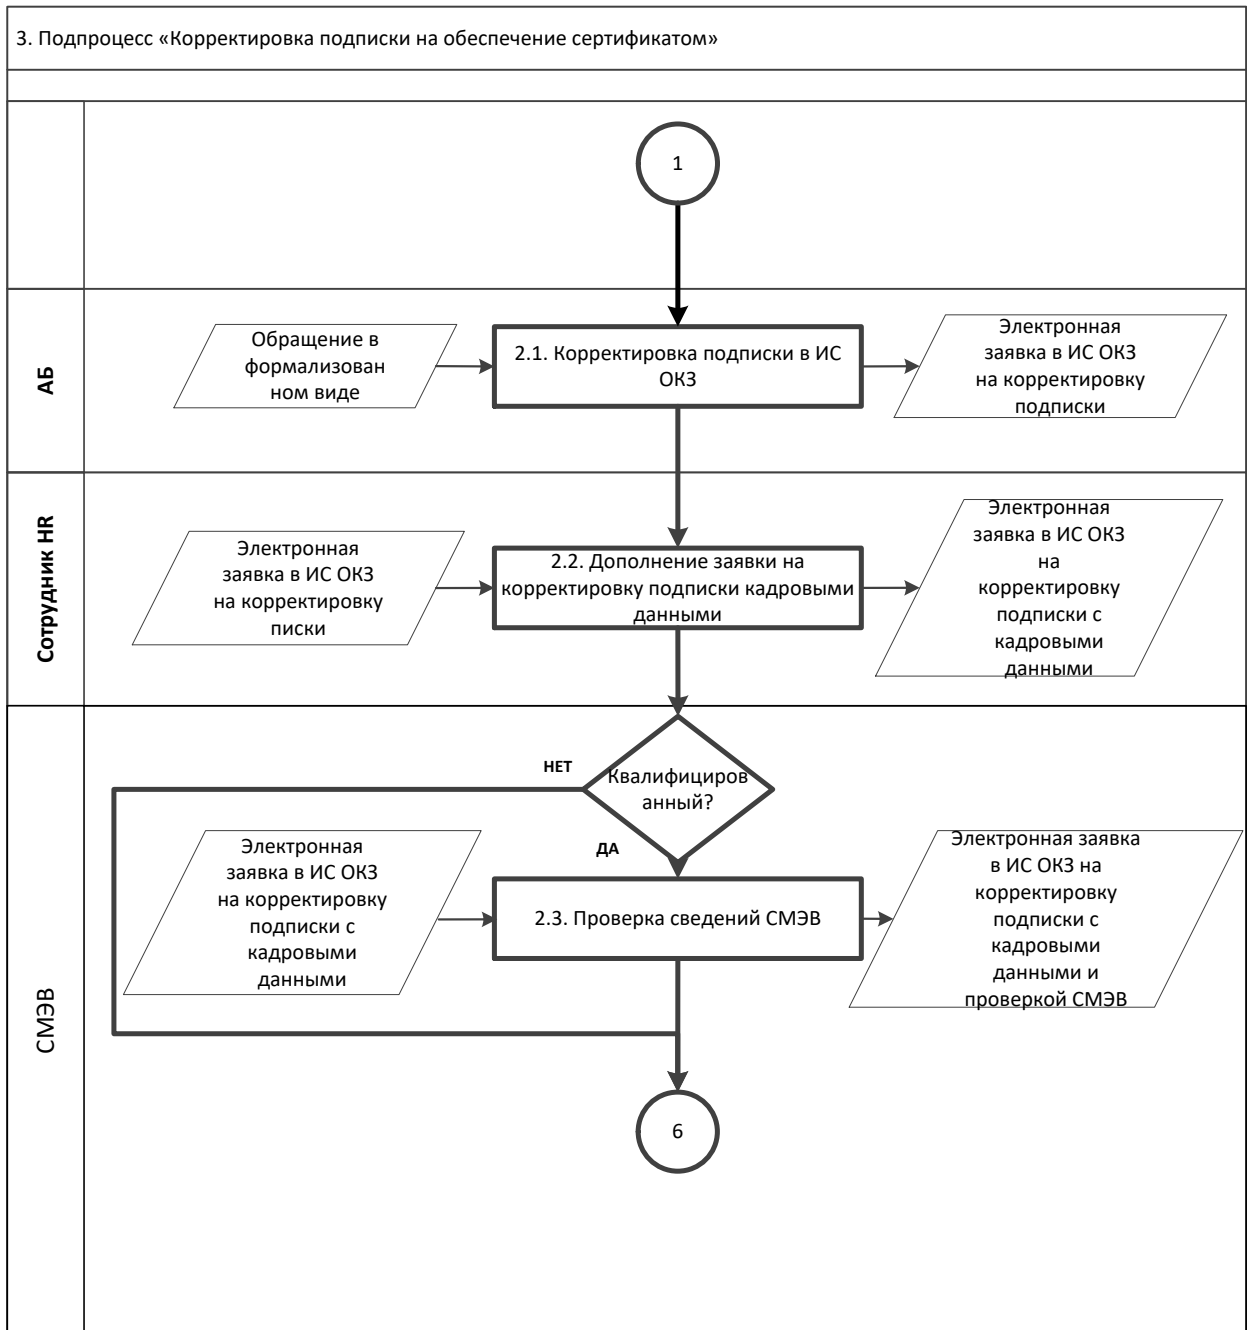 3. Подпроцесс «Корректировка подписки на обеспечение сертификатом»
1
АБ
Обращение в
формализован
ном виде
2.1. Корректировка подписки в ИС
ОКЗ
Электронная
заявка в ИС ОКЗ
на корректировку
подписки
Сотрудник HR
Электронная
заявка в ИС ОКЗ
на корректировку
писки
2.2. Дополнение заявки на
корректировку подписки кадровыми
данными
Электронная
заявка в ИС ОКЗ
на
корректировку
подписки с
кадровыми
данными
СМЭВ
НЕТ
Квалифициров
анный?
ДА
Электронная
заявка в ИС ОКЗ
на корректировку
подписки с
кадровыми
данными
2.3. Проверка сведений СМЭВ
Электронная заявка
в ИС ОКЗ на
корректировку
подписки с
кадровыми
данными и
проверкой СМЭВ
6